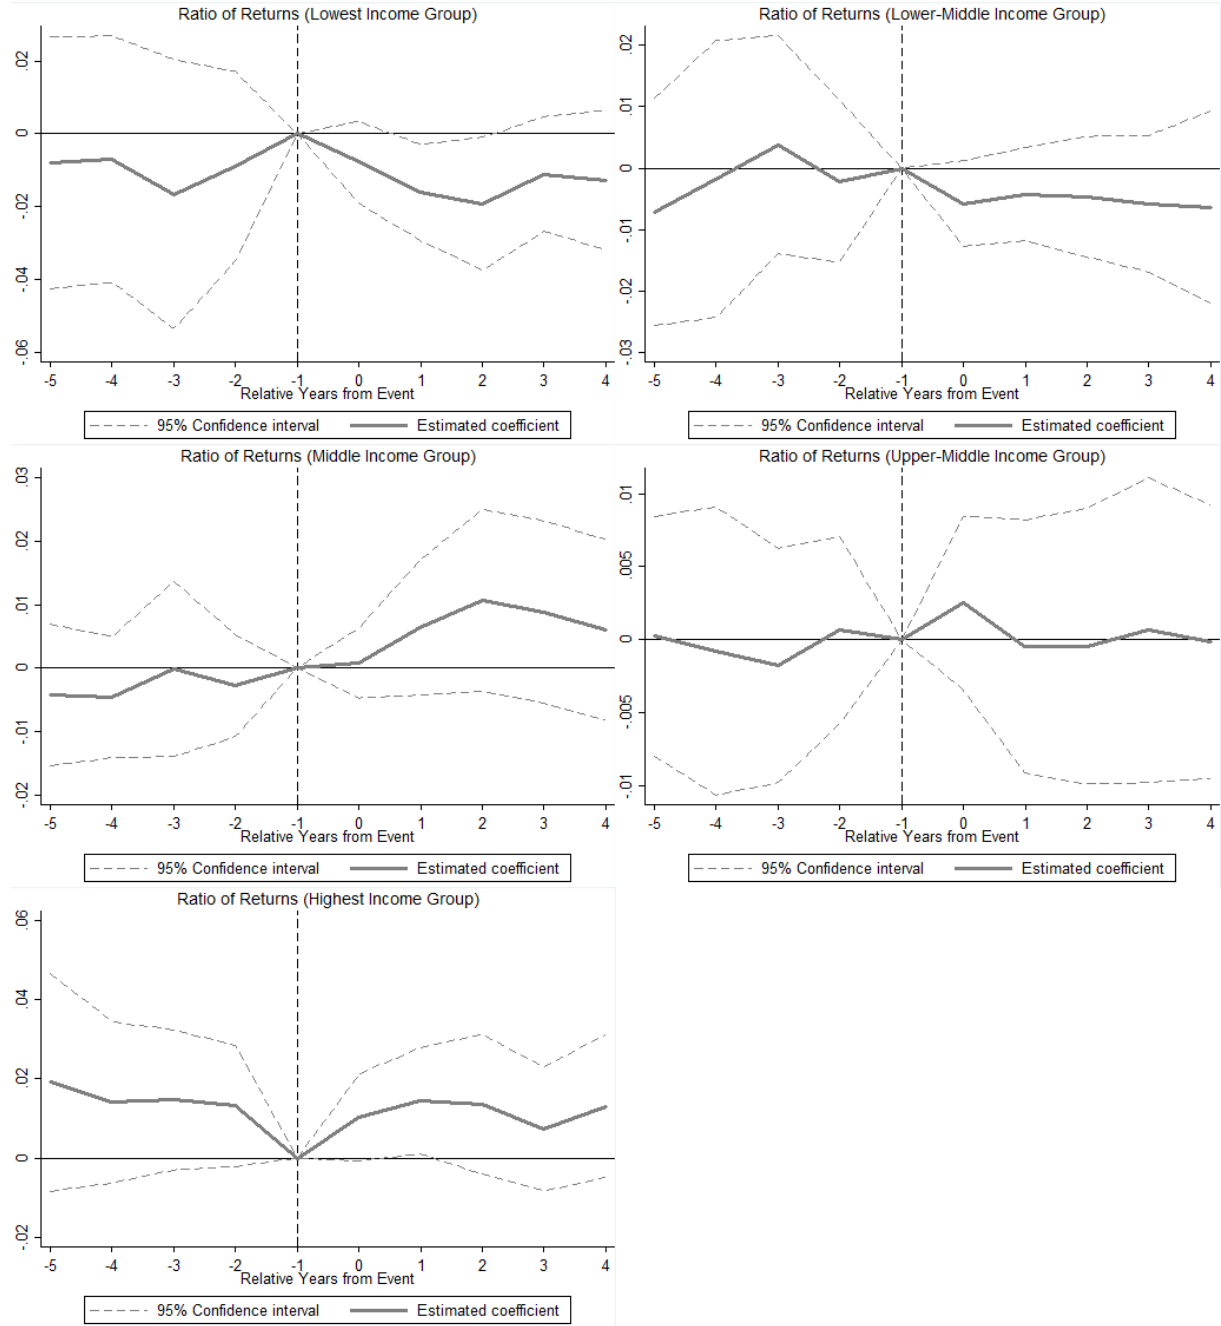 Ratio of Returns (Lowest Income Group)
.02
0
-.02
-.04
-.06
-5 -4 -3 -2 -1 0 1 2 3 4
Relative Years from Event
95% Confidence interval Estimated coefficient
Ratio of Returns (Lower-Middle Income Group)
.02
.01
0
-.01
-.02
-.03
-5 -4 -3 -2 -1 0 1 2 3 4
Relative Years from Event
95% Confidence interval Estimated coefficient
Ratio of Returns (Middle Income Group)
.03
.02
.01
0
-.01
-.02
-5 -4 -3 -2 -1 0 1 2 3 4
Relative Years from Event
95% Confidence interval Estimated coefficient
Ratio of Returns (Upper-Middle Income Group)
.01
.005
0
-.005
-.01
-5 -4 -3 -2 -1 0 1 2 3 4
Relative Years from Event
95% Confidence interval Estimated coefficient
Ratio of Returns (Highest Income Group)
.06
.04
.02
0
-.02
-5 -4 -3 -2 -1 0 1 2 3 4
Relative Years from Event
95% Confidence interval Estimated coefficient